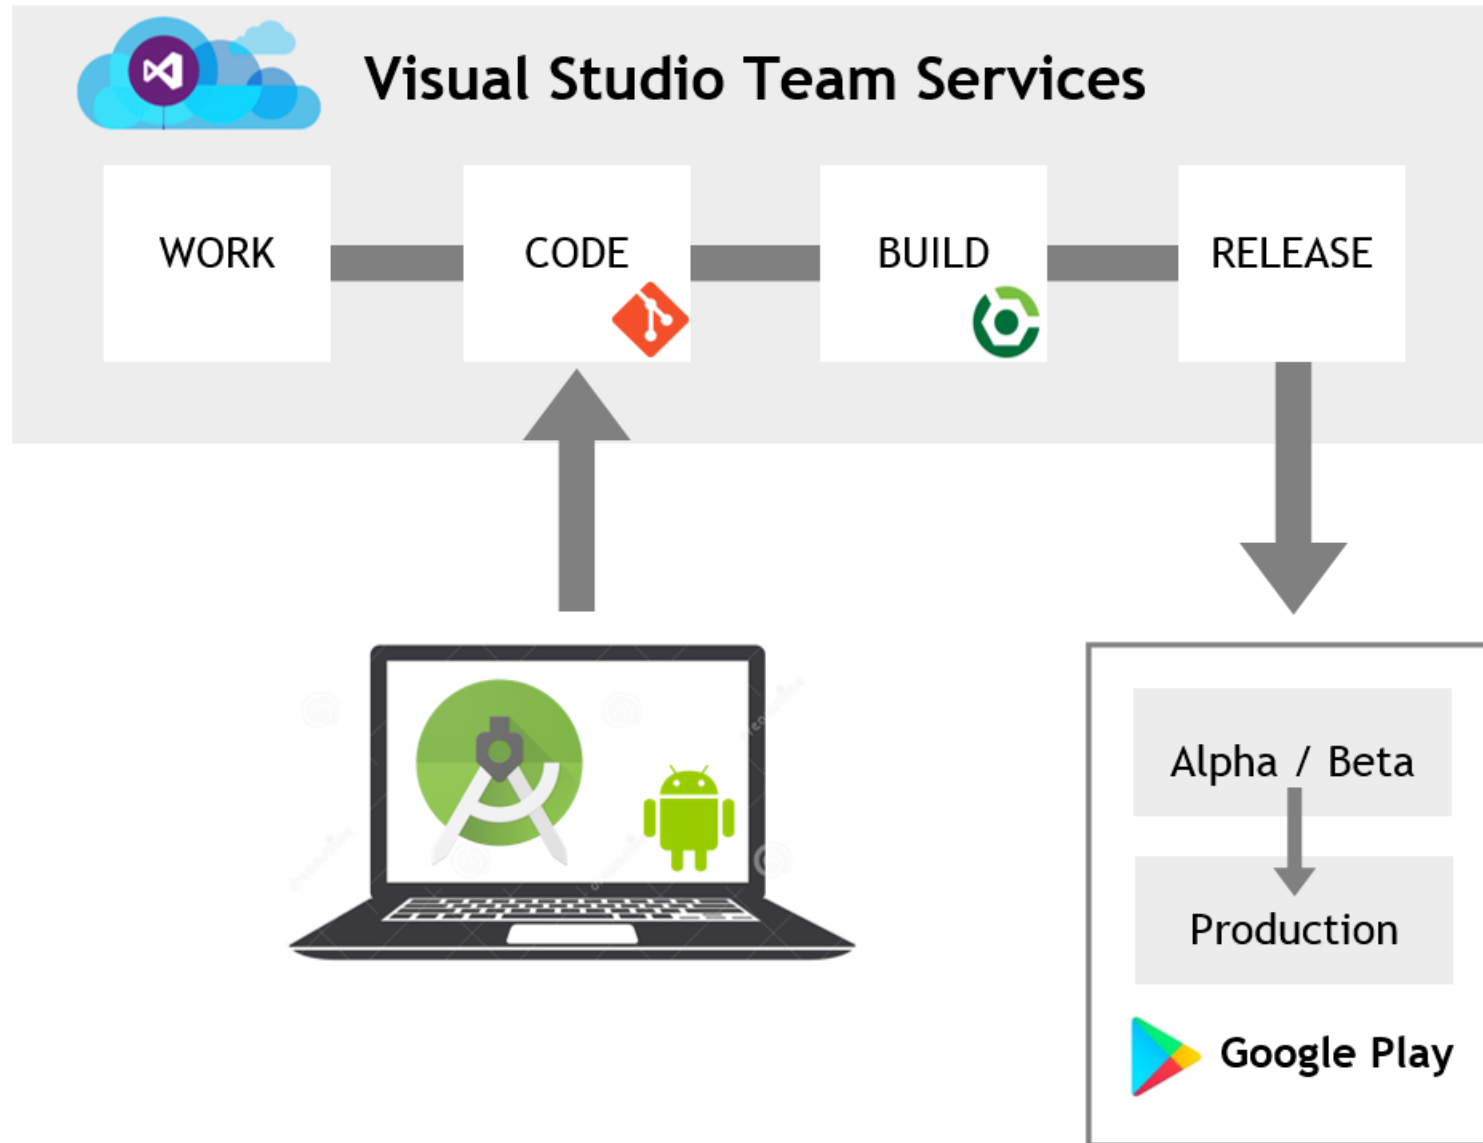 Visual Studio Team Services
WORK
CODE
BUILD
RELEASE
Alpha / Beta
Production
Google Play